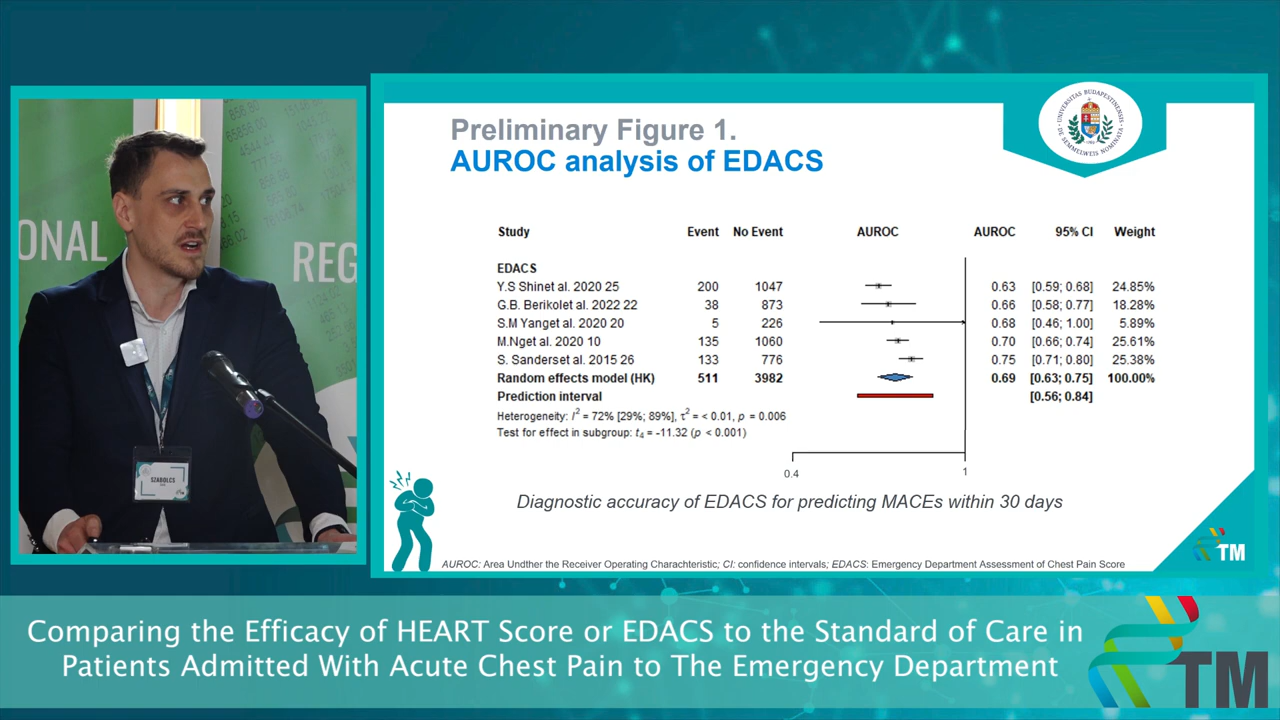 ONAL
REG
SZABOLCS
Preliminary Figure 1.
AUROC analysis of EDACS
Study Event No Event AUROC AUROC 95% CI Weight
EDACS
Y.S Shinet al. 2020 25 200 1047 0.63 [0.59; 0.68] 24.85%
G.B. Berikolet al. 2022 22 38 873 0.66 [0.58; 0.77] 18.28%
S.M Yanget al. 2020 20 5 226 0.68 [0.46; 1.00] 5.89%
M.Nget al. 2020 10 135 1060 0.70 [0.66; 0.74] 25.61%
S. Sanderset al. 2015 26 133 776 0.75 [0.71; 0.80] 25.38%
Random effects model (HK) 511 3982 0.69 [0.63; 0.75] 100.00%
Prediction interval [0.56; 0.84]
Heterogeneity: I² = 72% [29%; 89%], τ² = < 0.01, p = 0.006
Test for effect in subgroup: t₄ = -11.32 (p < 0.001)
0.4 1
Diagnostic accuracy of EDACS for predicting MACEs within 30 days
TM
AUROC: Area Undther the Receiver Operating Charachteristic; CI: confidence intervals; EDACS: Emergency Department Assessment of Chest Pain Score
Comparing the Efficacy of HEART Score or EDACS to the Standard of Care in
Patients Admitted With Acute Chest Pain to The Emergency Department
TM